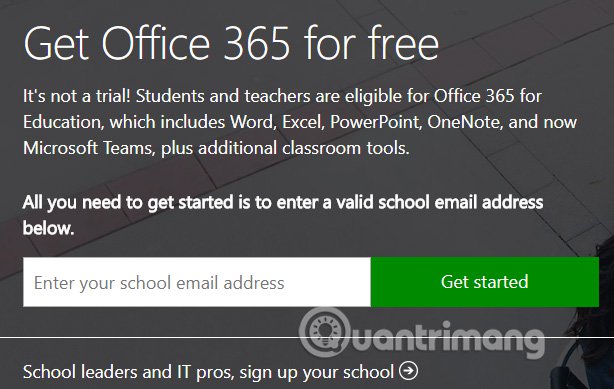 Get Office 365 for free
It's not a trial! Students and teachers are eligible for Office 365 for
Education, which includes Word, Excel, PowerPoint, OneNote, and now
Microsoft Teams, plus additional classroom tools.
All you need to get started is to enter a valid school email address
below.
Enter your school email address
Get started
Quantrimang
School leaders and IT pros, sign up your school